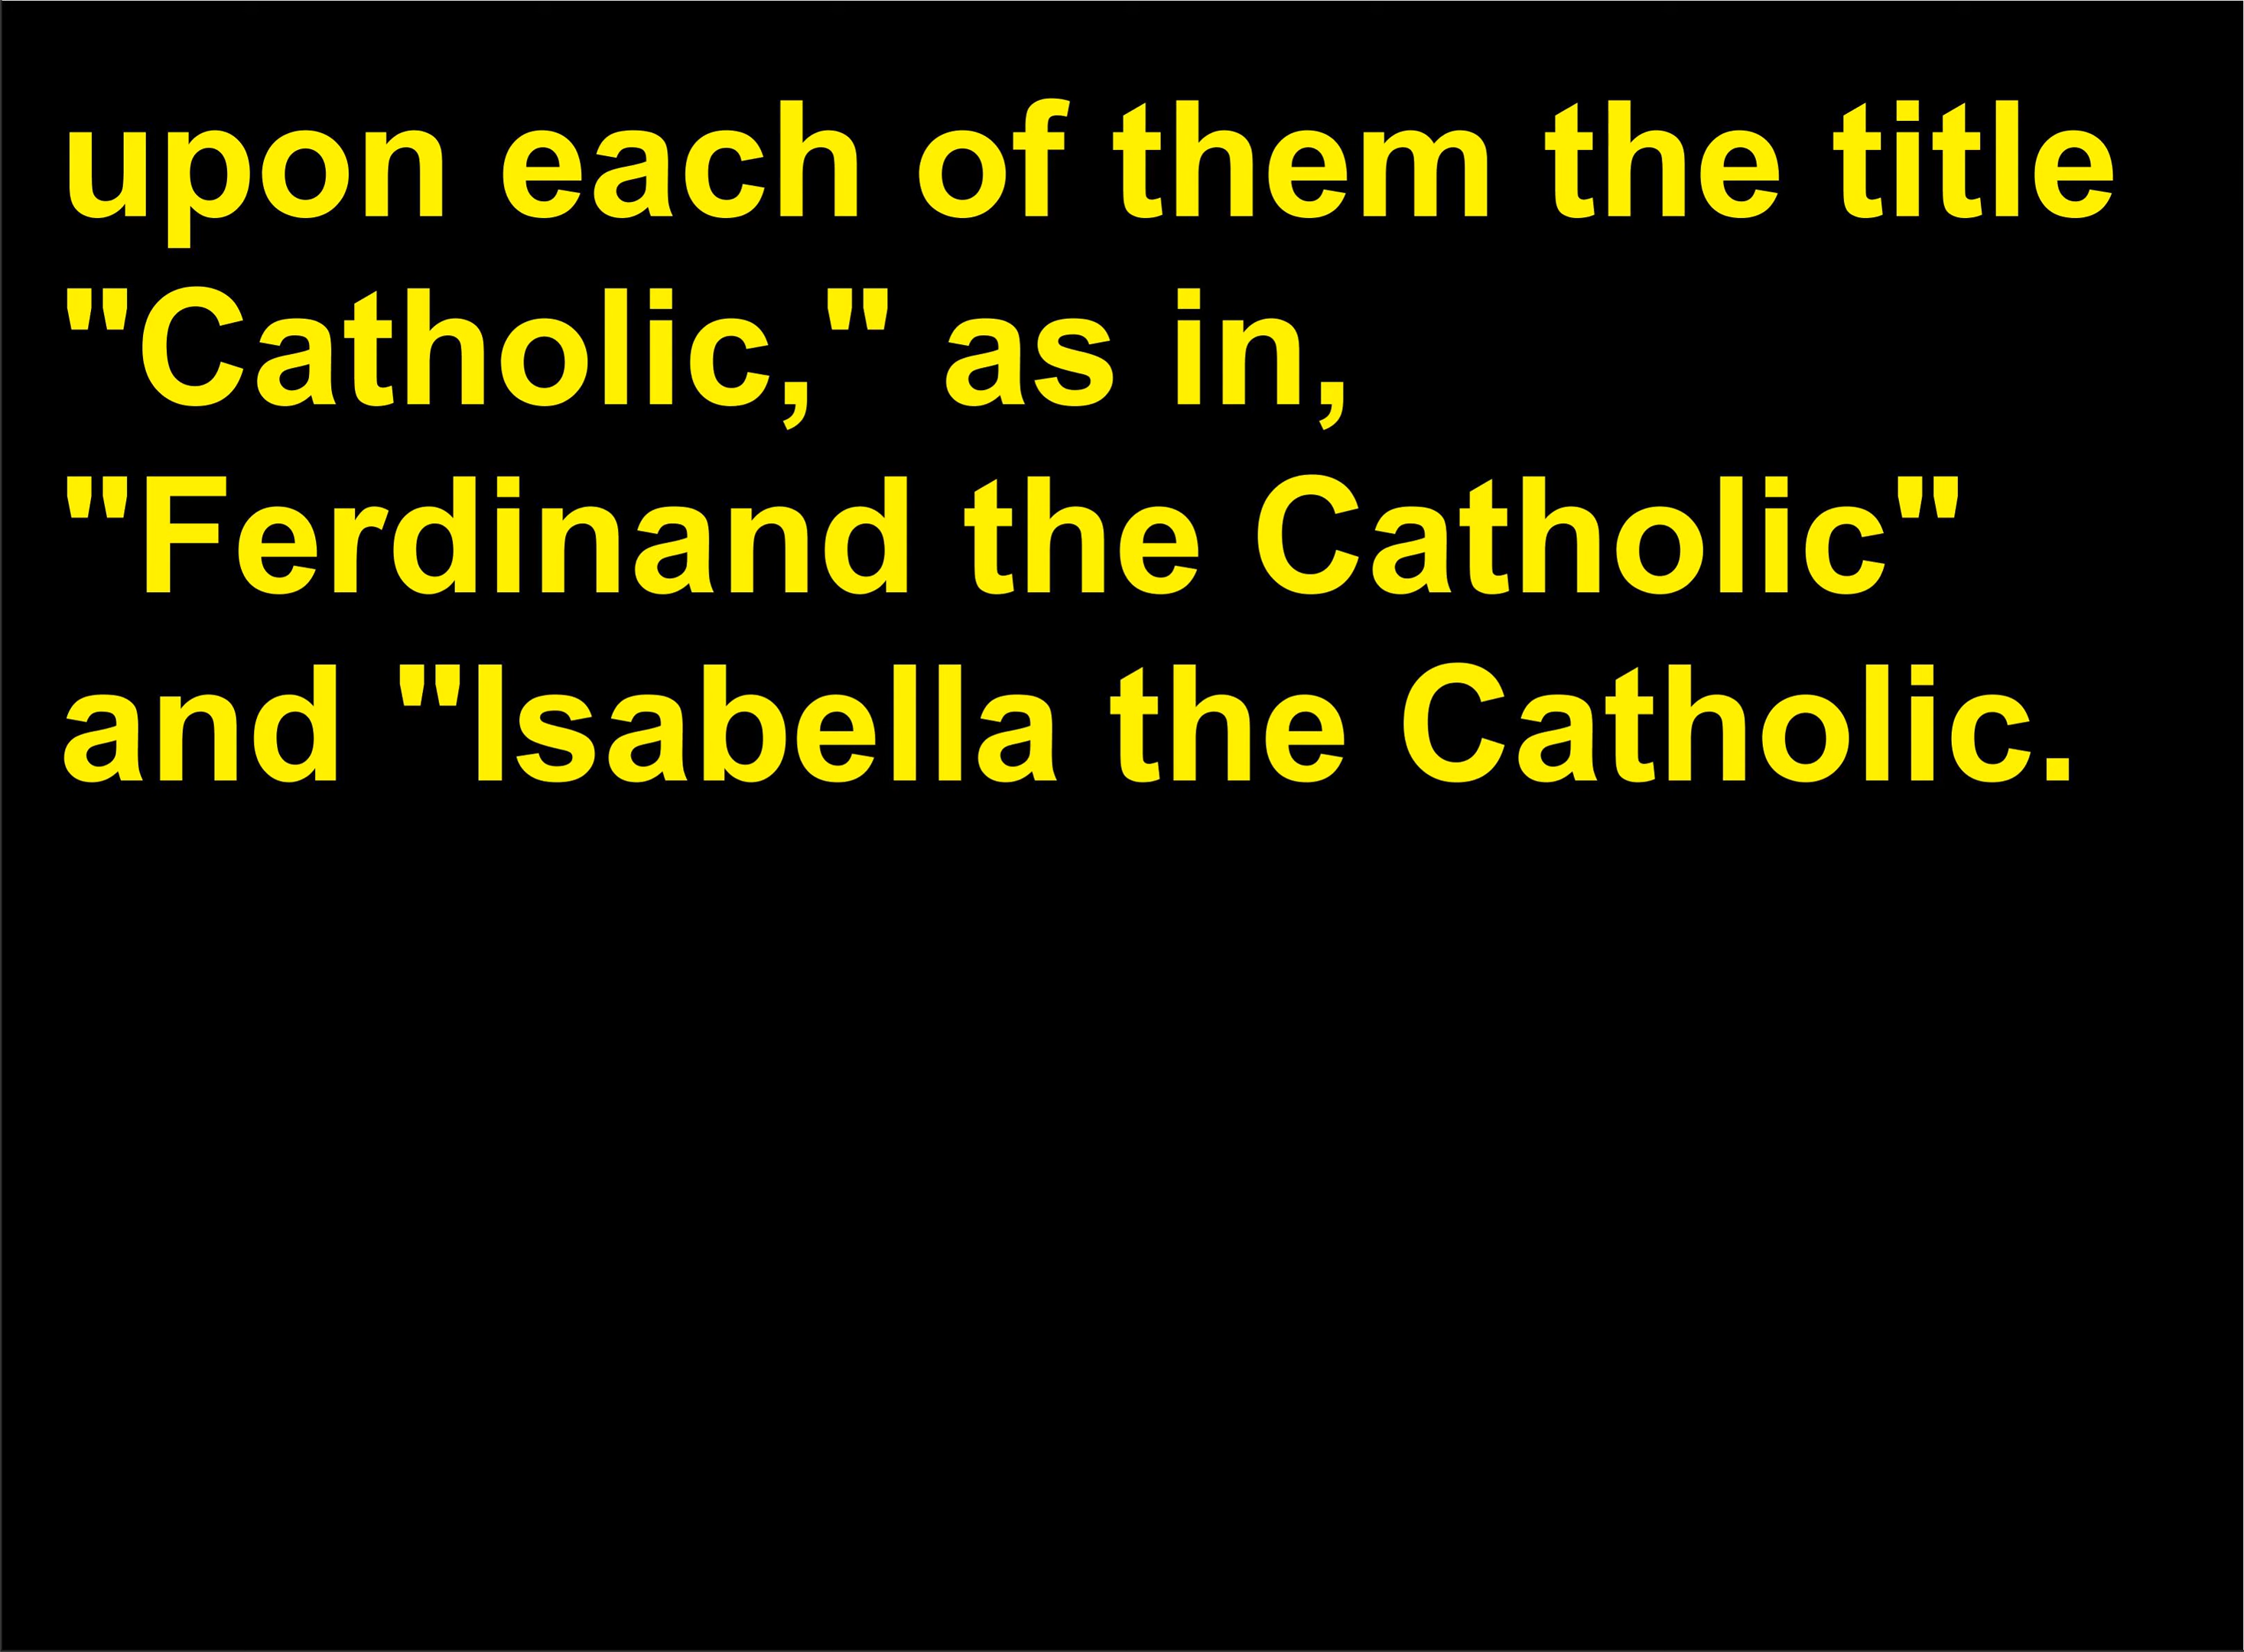 upon each of them the title
"Catholic," as in,
"Ferdinand the Catholic"
and "Isabella the Catholic.